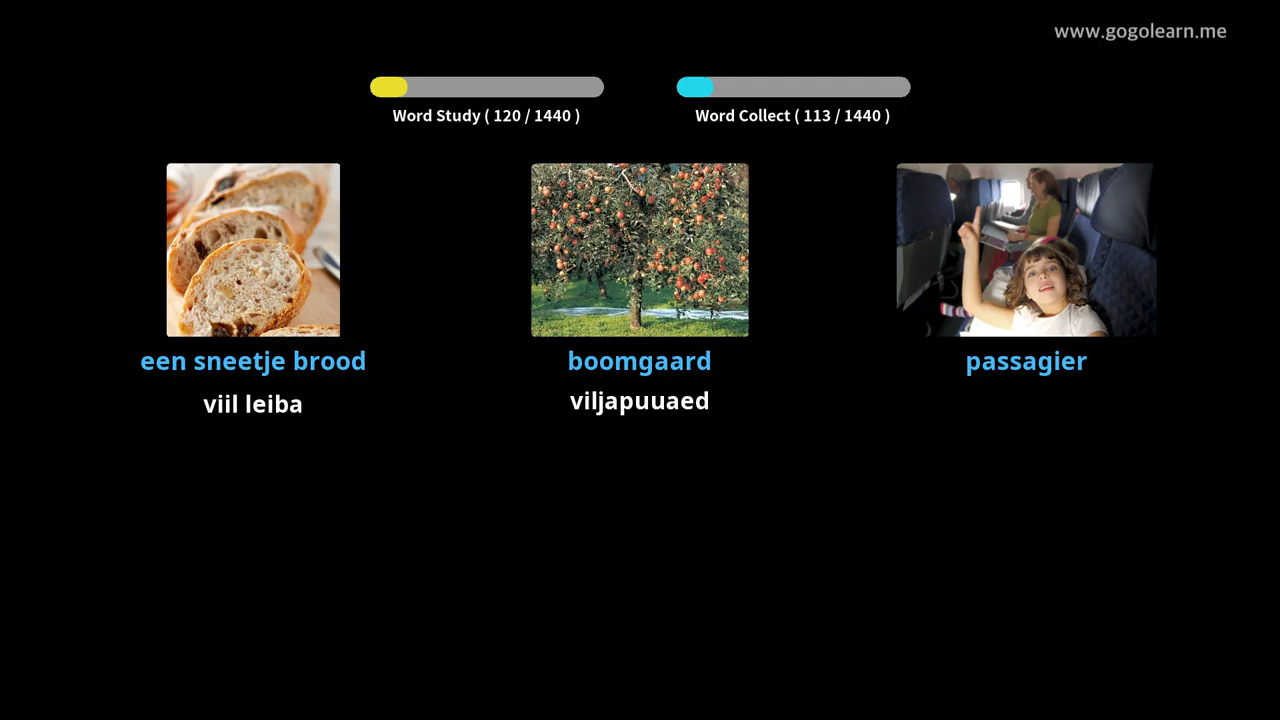 www.gogolearn.me
Word Study ( 120 / 1440 )
Word Collect ( 113 / 1440 )
een sneetje brood
boomgaard
passagier
viil leiba
viljapuuaed